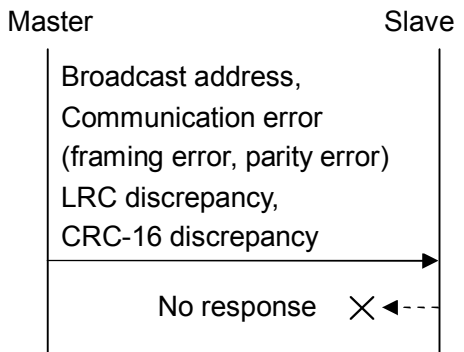 Master Slave
Broadcast address,
Communication error
(framing error, parity error)
LRC discrepancy,
CRC-16 discrepancy
No response